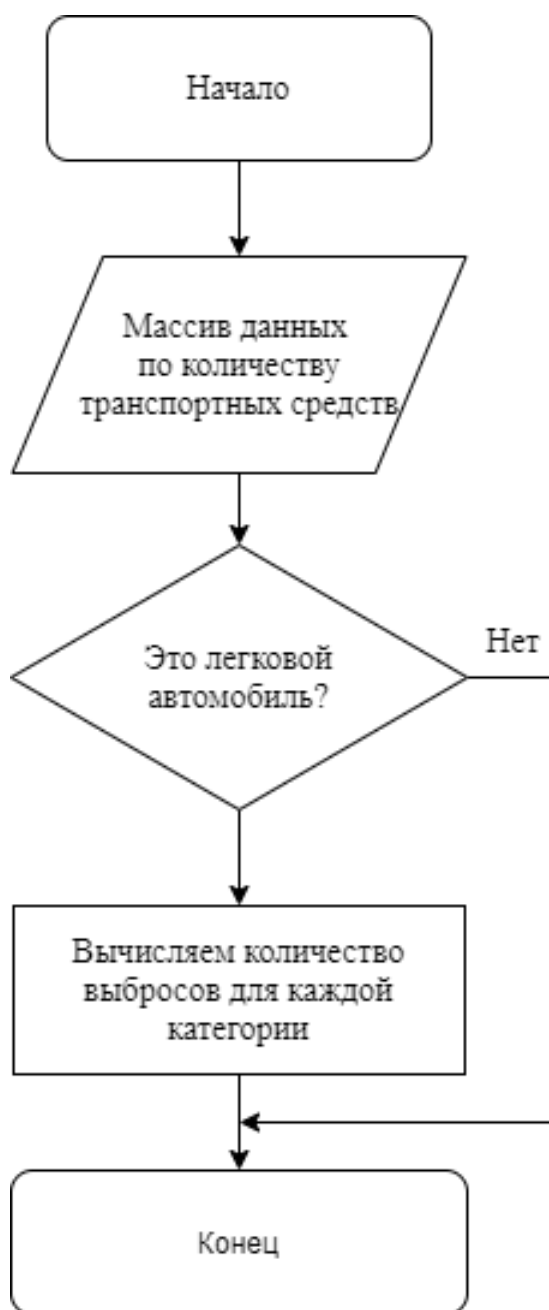 Начало
Массив данных
по количеству
транспортных средств
Это легковой
автомобиль?
Нет
Вычисляем количество
выбросов для каждой
категории
Конец